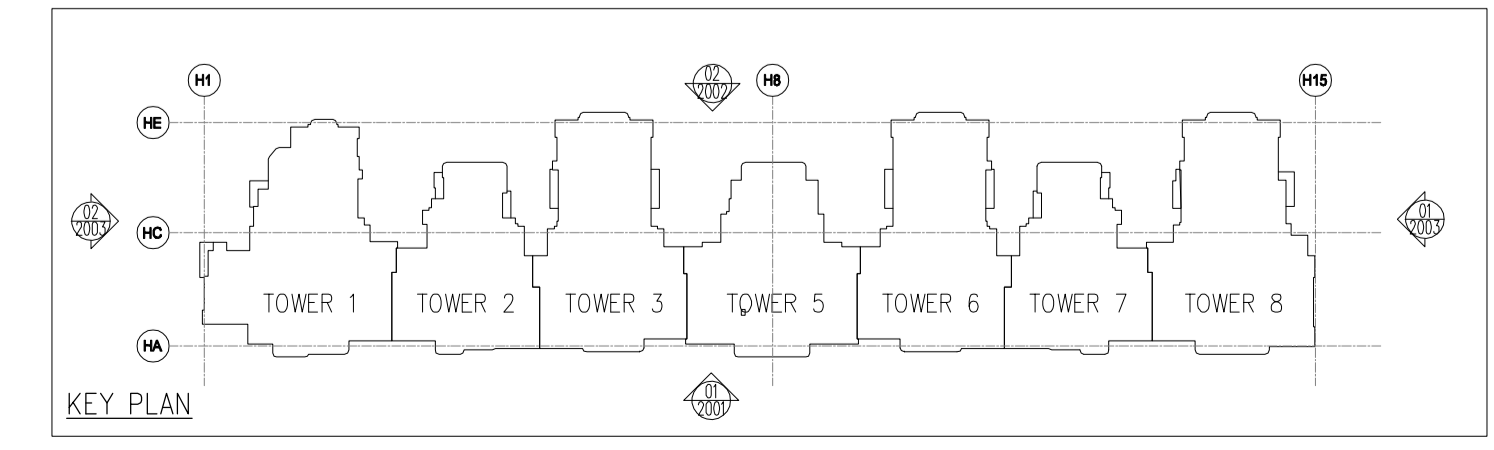 H1
02
2002
H8
H15
HE
02
2003
HC
01
2003
TOWER 1
TOWER 2
TOWER 3
TOWER 5
TOWER 6
TOWER 7
TOWER 8
HA
01
2001
KEY PLAN